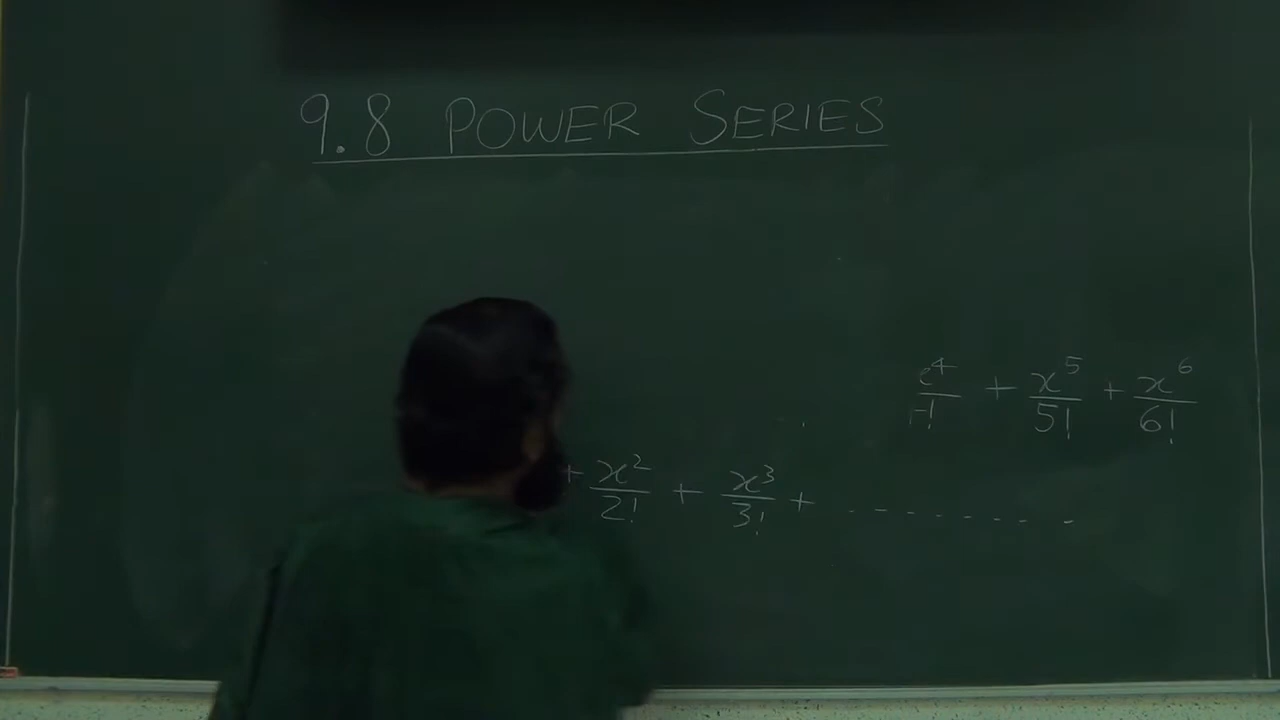 9.8 POWER SERIES
+ x^5/5! + x^6/6!
+ x^2/2! + x^3/3! + --------